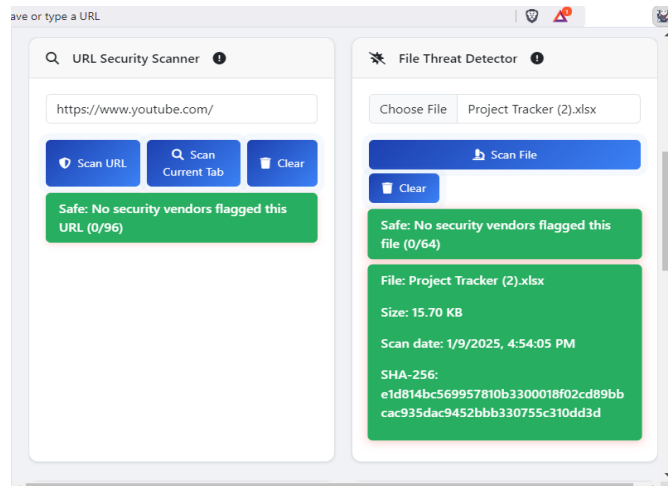 ave or type a URL
1
URL Security Scanner
https://www.youtube.com/
Scan URL
Scan
Current Tab
Clear
Safe: No security vendors flagged this
URL (0/96)
File Threat Detector
Choose File Project Tracker (2).xlsx
Scan File
Clear
Safe: No security vendors flagged this
file (0/64)
File: Project Tracker (2).xlsx
Size: 15.70 KB
Scan date: 1/9/2025, 4:54:05 PM
SHA-256:
e1d814bc569957810b3300018f02cd89bb
cac935dac9452bbb330755c310dd3d